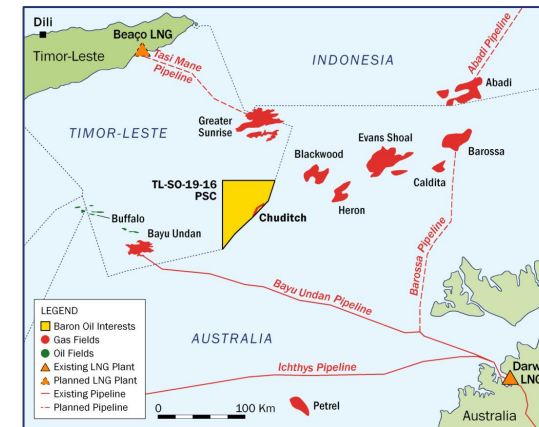 Dili
Beaço LNG
Timor-Leste
Tasi Mane
Pipeline
INDONESIA
Abadi Pipeline
Abadi
TIMOR-LESTE
Greater
Sunrise
Blackwood
Evans Shoal
Barossa
Caldita
Heron
TL-SO-19-16
PSC
Chuditch
Buffalo
Bayu Undan
Bayu Undan Pipeline
Barossa Pipeline
LEGEND
Baron Oil Interests
Gas Fields
Oil Fields
Existing LNG Plant
Planned LNG Plant
Existing Pipeline
Planned Pipeline
AUSTRALIA
Ichthys Pipeline
Darw
LNG
0
100 Km
Petrel
Australia